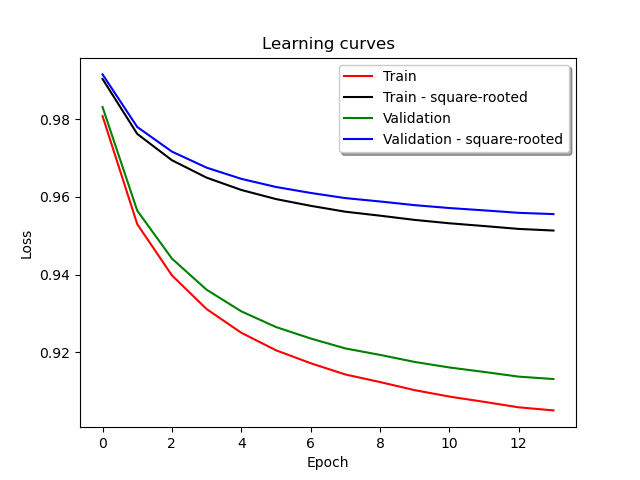 Learning curves
Train
Train - square-rooted
Validation
Validation - square-rooted
0.98
0.96
0.94
0.92
Loss
0 2 4 6 8 10 12
Epoch